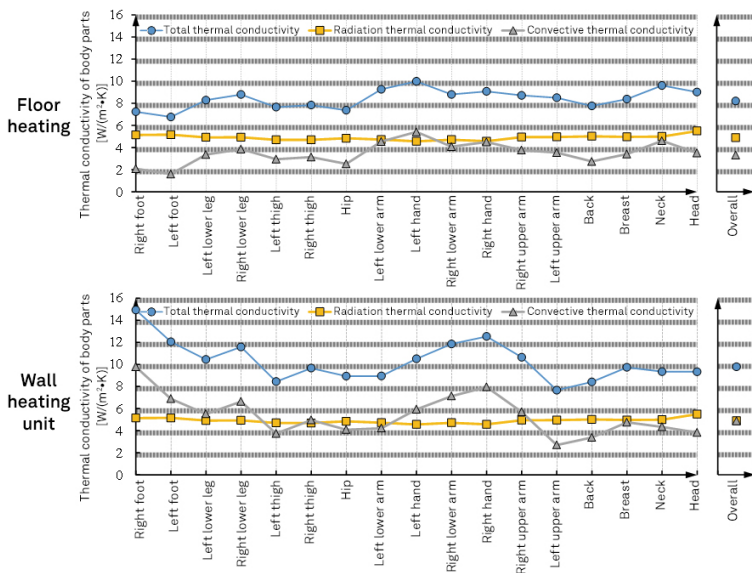 Floor
heating
Thermal conductivity of body parts
[W/(m²•K)]
16
14
12
10
8
6
4
2
0
Total thermal conductivity
Radiation thermal conductivity
Convective thermal conductivity
Right foot
Left foot
Left lower leg
Right lower leg
Left thigh
Right thigh
Hip
Left lower arm
Left hand
Right lower arm
Right hand
Right upper arm
Left upper arm
Back
Breast
Neck
Head
Overall
Wall
heating
unit
Thermal conductivity of body parts
[W/(m²•K)]
16
14
12
10
8
6
4
2
0
Total thermal conductivity
Radiation thermal conductivity
Convective thermal conductivity
Right foot
Left foot
Left lower leg
Right lower leg
Left thigh
Right thigh
Hip
Left lower arm
Left hand
Right lower arm
Right hand
Right upper arm
Left upper arm
Back
Breast
Neck
Head
Overall